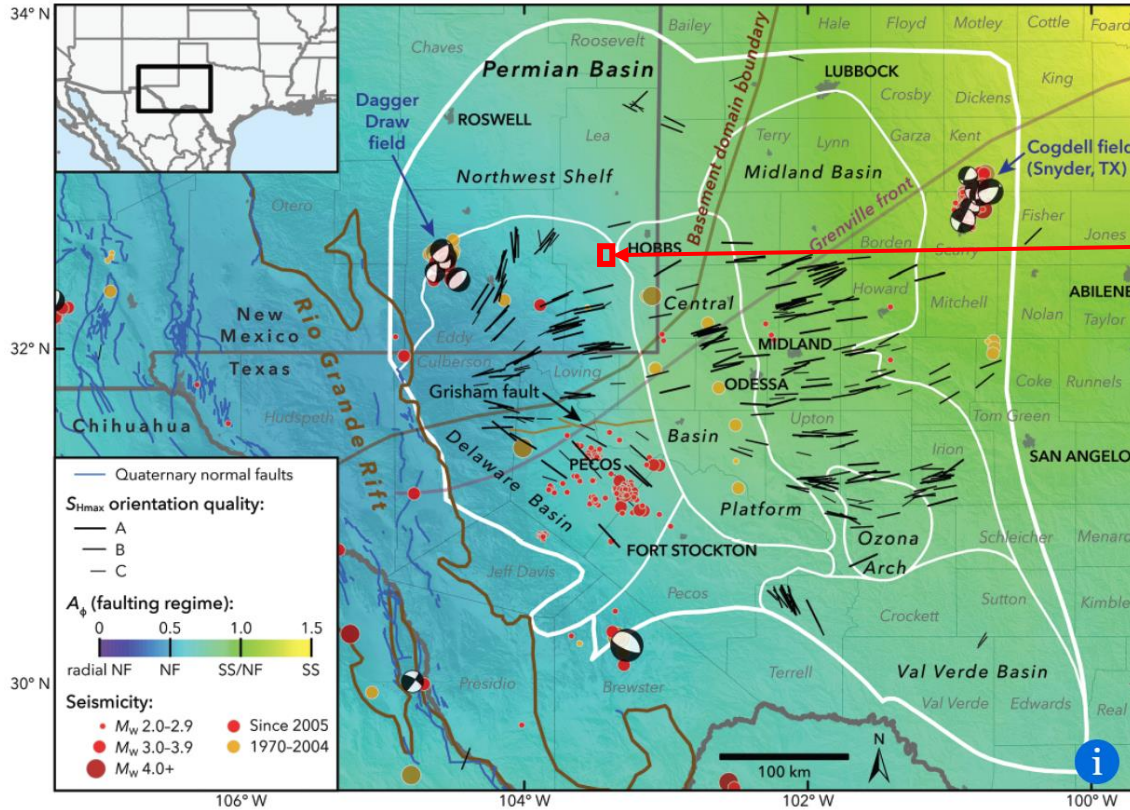 34° N
Chaves
Roosevelt
Bailey
Hale
Floyd
Motley
Cottle
Foard
Permian Basin
LUBBOCK
King
Dagger
Draw
field
ROSWELL
Crosby
Dickens
Lea
Terry
Lynn
Garza
Kent
Cogdell field
(Snyder, TX)
Northwest Shelf
Midland Basin
Basement domain boundary
Grenville front
Otero
Fisher
HOBBS
Borden
Scurry
Jones
Central
Howard
Mitchell
ABILENE
Nolan
Taylor
New
Mexico
Eddy
32° N
Texas
Culberson
Loving
MIDLAND
Rio Grande Rift
Grisham fault
ODESSA
Coke
Runnels
Chihuahua
Hudspeth
Upton
Tom Green
Basin
Irion
SAN ANGELO
Delaware Basin
PECOS
Platform
Ozona
Arch
Schleicher
Menard
FORT STOCKTON
Jeff Davis
Pecos
Crockett
Sutton
Kimble
Val Verde Basin
30° N
Presidio
Brewster
Terrell
Val Verde
Edwards
Real
Quaternary normal faults
SHmax orientation quality:
A
B
C
Aϕ (faulting regime):
0 0.5 1.0 1.5
radial NF NF SS/NF SS
Seismicity:
Mw 2.0–2.9 Since 2005
Mw 3.0–3.9 1970–2004
Mw 4.0+
N
100 km
i
106°W 104°W 102°W 100°W